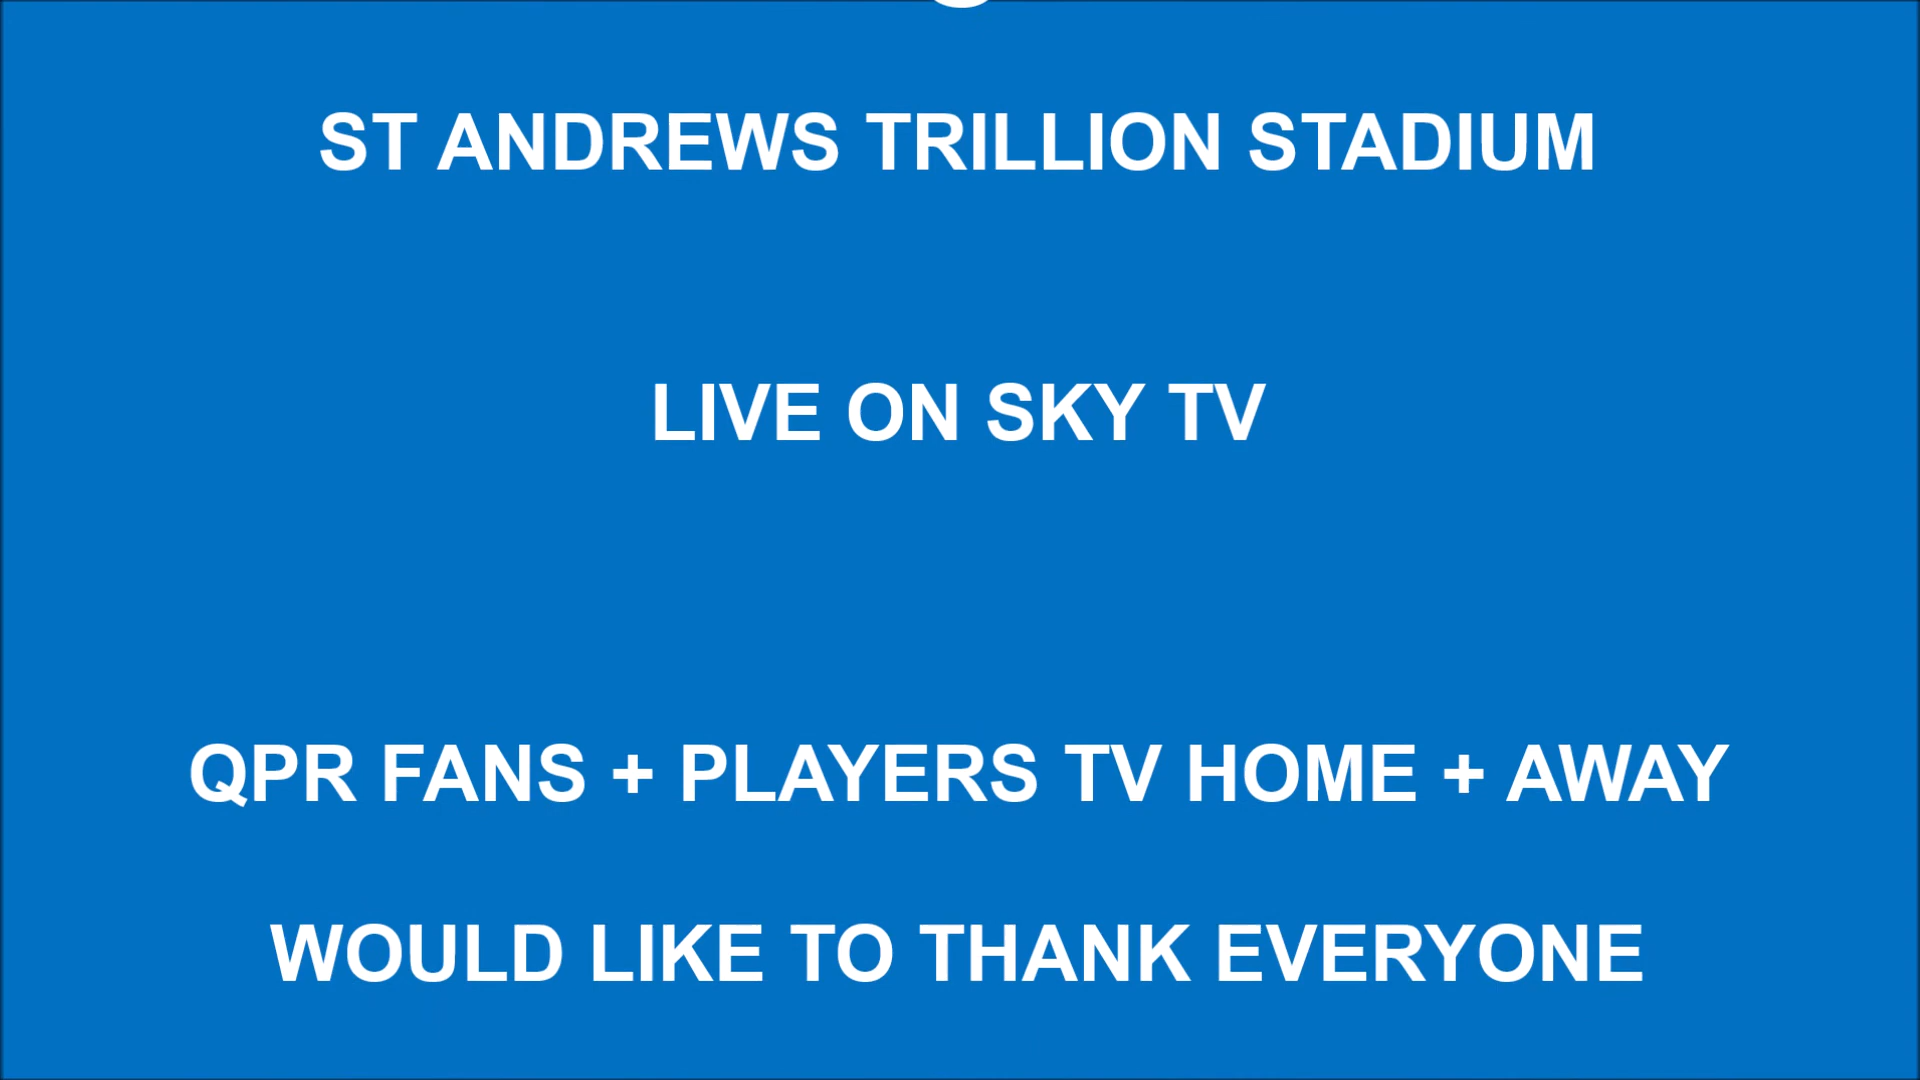 ST ANDREWS TRILLION STADIUM
LIVE ON SKY TV
QPR FANS + PLAYERS TV HOME + AWAY
WOULD LIKE TO THANK EVERYONE